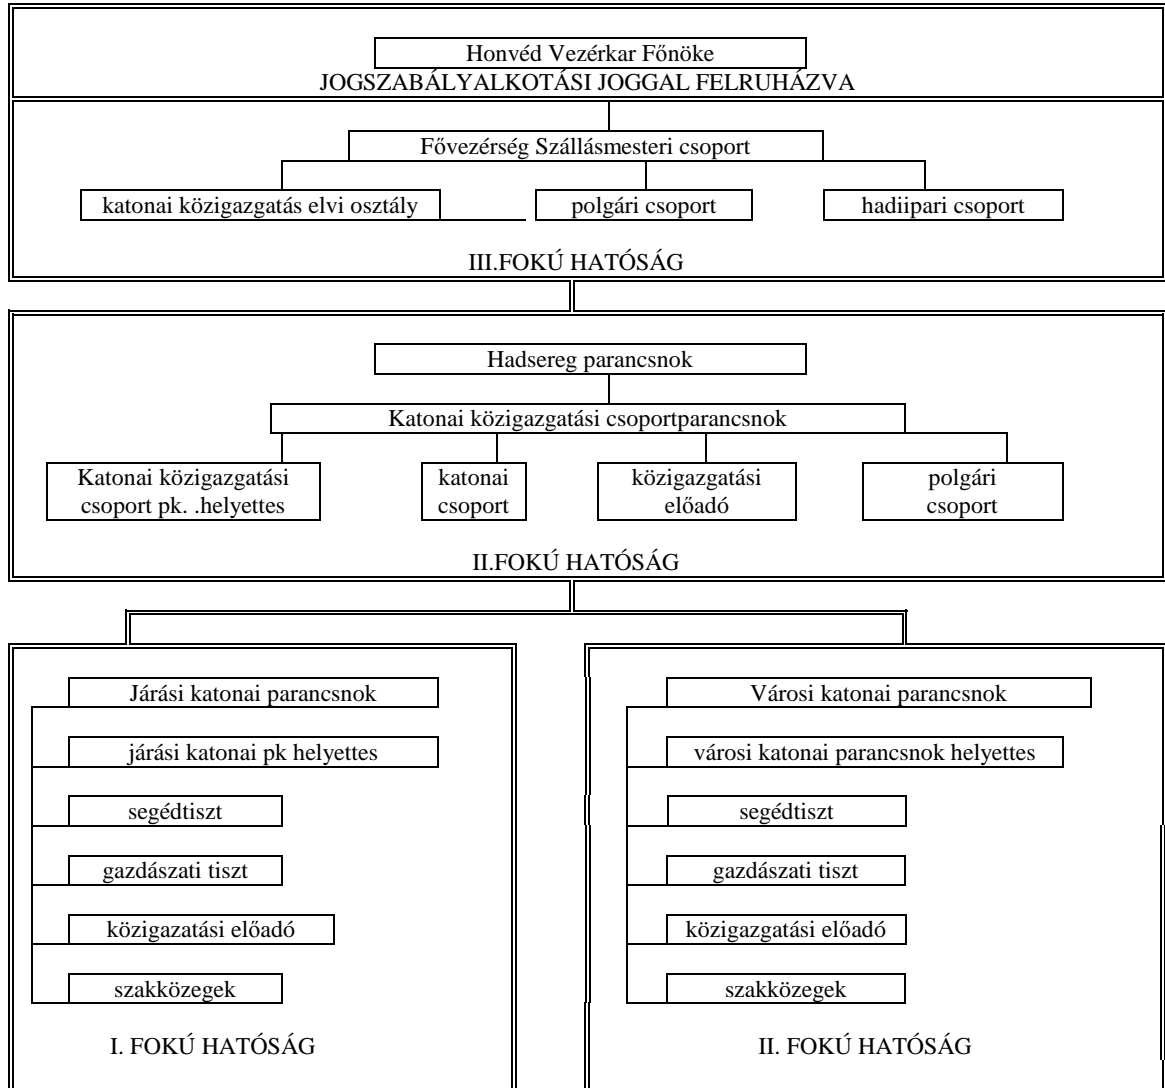 Honvéd Vezérkar Főnöke
JOGSZABÁLYALKOTÁSI JOGGAL FELRUHÁZVA
Fővezérség Szállásmesteri csoport
katonai közigazgatás elvi osztály
polgári csoport
hadiipari csoport
III.FOKÚ HATÓSÁG
Hadsereg parancsnok
Katonai közigazgatási csoportparancsnok
Katonai közigazgatási
csoport pk. .helyettes
katonai
csoport
közigazgatási
előadó
polgári
csoport
II.FOKÚ HATÓSÁG
Járási katonai parancsnok
járási katonai pk helyettes
segédtiszt
gazdászati tiszt
közigazatási előadó
szakközegek
I. FOKÚ HATÓSÁG
Városi katonai parancsnok
városi katonai parancsnok helyettes
segédtiszt
gazdászati tiszt
közigazgatási előadó
szakközegek
II. FOKÚ HATÓSÁG